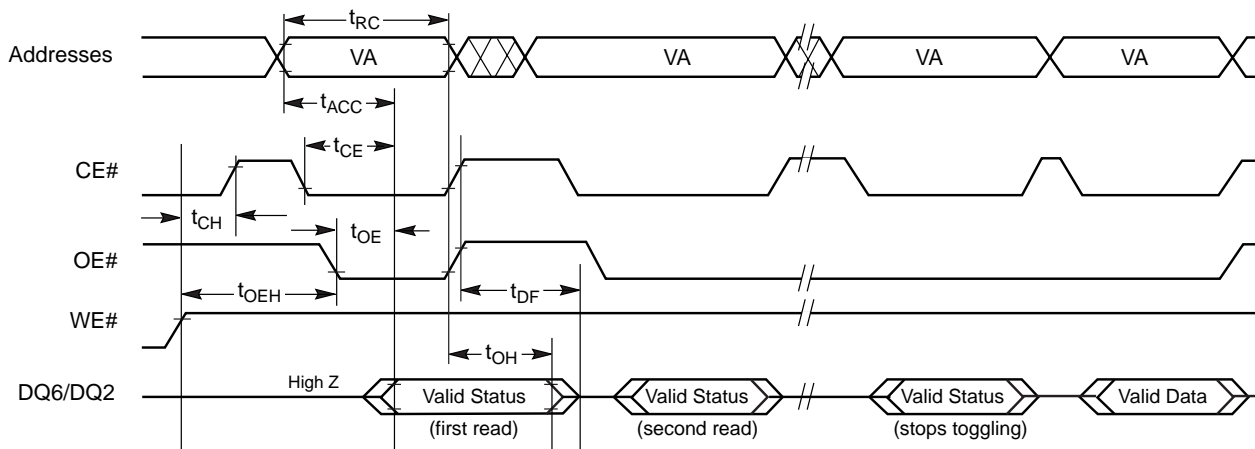 tRC
Addresses VA VA VA VA
tACC
tCE
CE#
tCH tOE
OE#
tOEH tDF
WE#
tOH
DQ6/DQ2 High Z Valid Status Valid Status Valid Status Valid Data
(first read) (second read) (stops toggling)